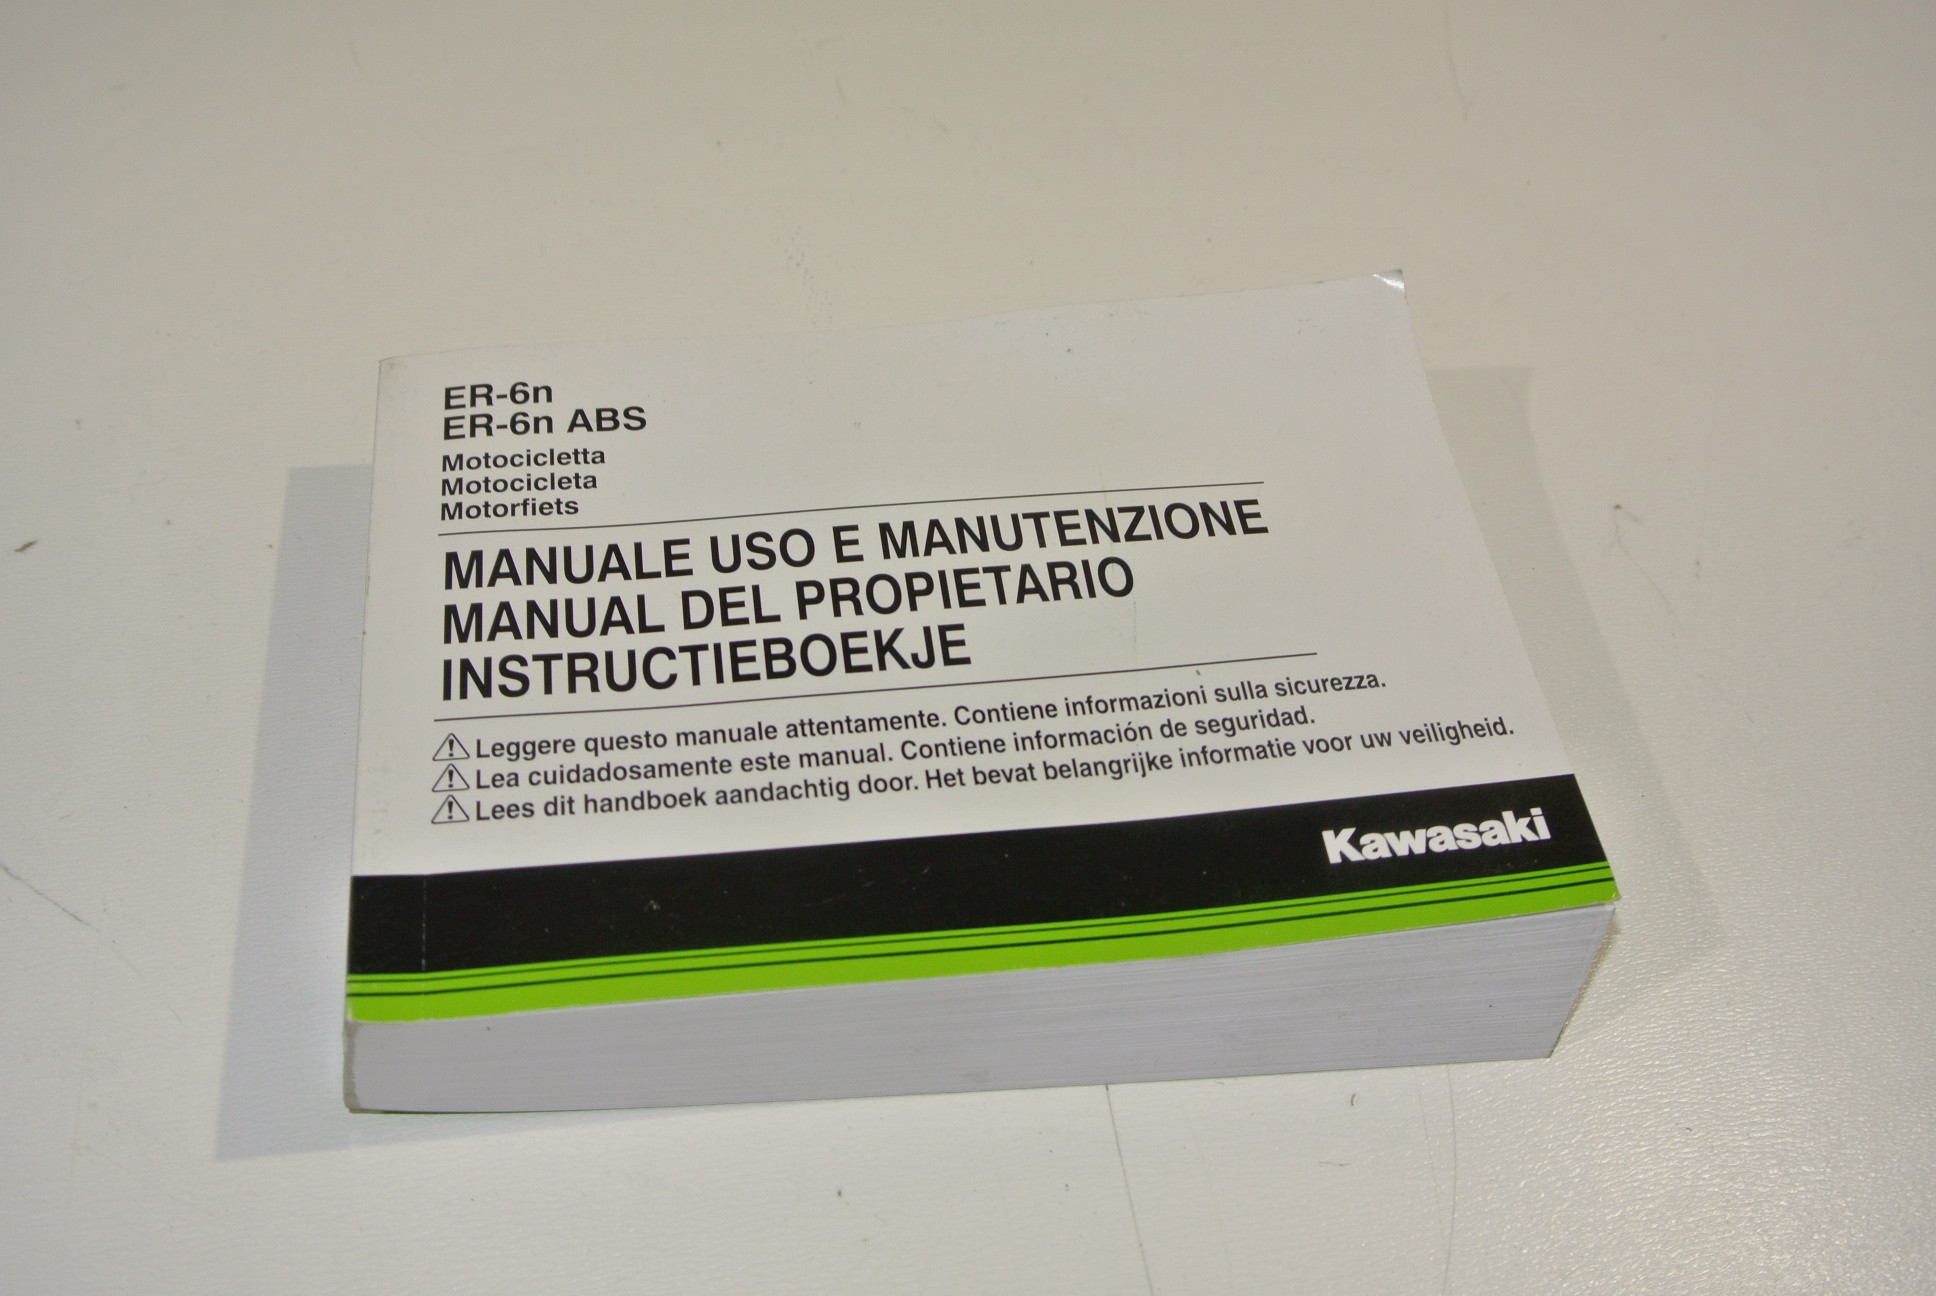 ER-6n
ER-6n ABS
Motocicletta
Motocicleta
Motorfiets
MANUALE USO E MANUTENZIONE
MANUAL DEL PROPIETARIO
INSTRUCTIEBOEKJE
Leggere questo manuale attentamente. Contiene informazioni sulla sicurezza.
Lea cuidadosamente este manual. Contiene información de seguridad.
Lees dit handboek aandachtig door. Het bevat belangrijke informatie voor uw veiligheid.
Kawasaki